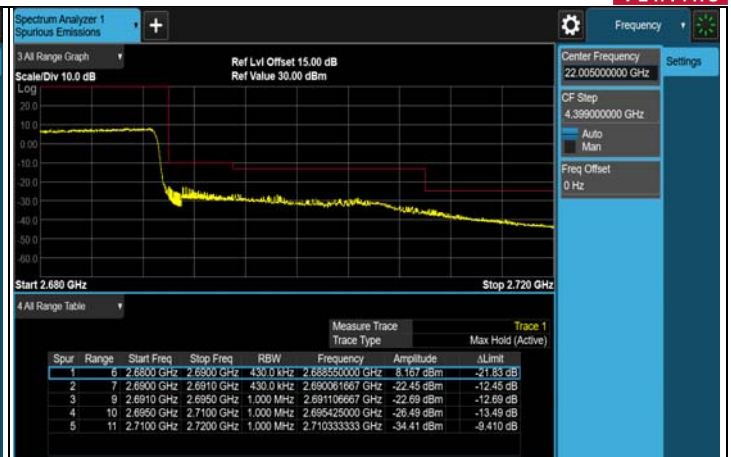 Spectrum Analyzer 1
Spurious Emissions
+
Frequency
3 All Range Graph
Ref Lvl Offset 15.00 dB
Scale/Div 10.0 dB
Ref Value 30.00 dBm
Log
20.0
10.0
0.00
-10.0
-20.0
-30.0
-40.0
-50.0
-60.0
Start 2.680 GHz
Stop 2.720 GHz
Center Frequency
22.005000000 GHz
Settings
CF Step
4.399000000 GHz
Auto
Man
Freq Offset
0 Hz
4 All Range Table
Measure Trace Trace 1
Trace Type Max Hold (Active)
Spur Range Start Freq Stop Freq RBW Frequency Amplitude ΔLimit
1 6 2.6800 GHz 2.6900 GHz 430.0 kHz 2.688550000 GHz 8.167 dBm -21.83 dB
2 7 2.6900 GHz 2.6910 GHz 430.0 kHz 2.690061667 GHz -22.45 dBm -12.45 dB
3 9 2.6910 GHz 2.6950 GHz 1.000 MHz 2.691106667 GHz -22.69 dBm -12.69 dB
4 10 2.6950 GHz 2.7100 GHz 1.000 MHz 2.695425000 GHz -26.49 dBm -13.49 dB
5 11 2.7100 GHz 2.7200 GHz 1.000 MHz 2.710333333 GHz -34.41 dBm -9.410 dB